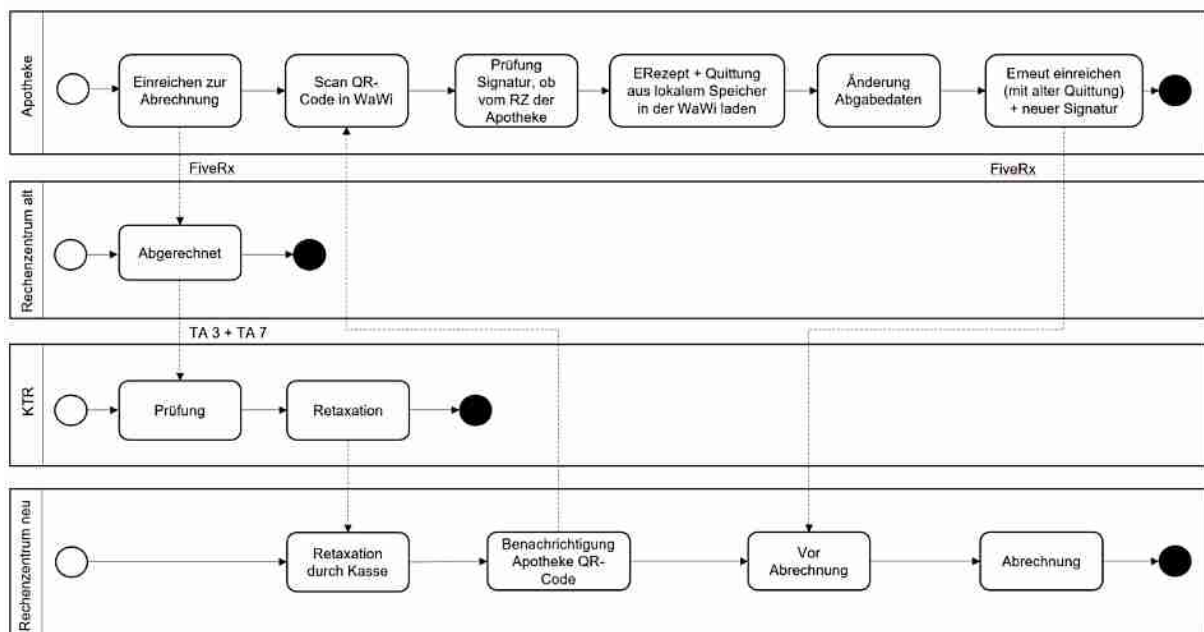 Apotheke
Einreichen zur
Abrechnung
Scan QR-
Code in WaWi
Prüfung
Signatur, ob
vom RZ der
Apotheke
ERezept + Quittung
aus lokalem Speicher
in der WaWi laden
Änderung
Abgabedaten
Erneut einreichen
(mit alter Quittung)
+ neuer Signatur
FiveRx
FiveRx
Rechenzentrum alt
Abgerechnet
TA 3 + TA 7
KTR
Prüfung
Retaxation
Rechenzentrum neu
Retaxation
durch Kasse
Benachrichtigung
Apotheke QR-
Code
Vor
Abrechnung
Abrechnung